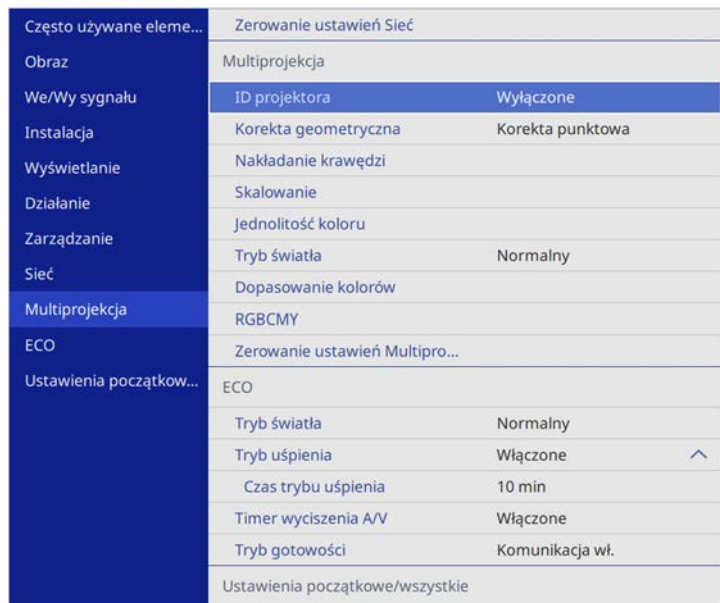 Często używane eleme...
Obraz
We/Wy sygnału
Instalacja
Wyświetlanie
Działanie
Zarządzanie
Sieć
Multiprojekcja
ECO
Ustawienia początkow...
Zerowanie ustawień Sieć
Multiprojekcja
ID projektora Wyłączone
Korekta geometryczna Korekta punktowa
Nakładanie krawędzi
Skalowanie
Jednolitość koloru
Tryb światła Normalny
Dopasowanie kolorów
RGBCMY
Zerowanie ustawień Multipro...
ECO
Tryb światła Normalny
Tryb uśpienia Włączone
Czas trybu uśpienia 10 min
Timer wyciszenia A/V Włączone
Tryb gotowości Komunikacja wł.
Ustawienia początkowe/wszystkie